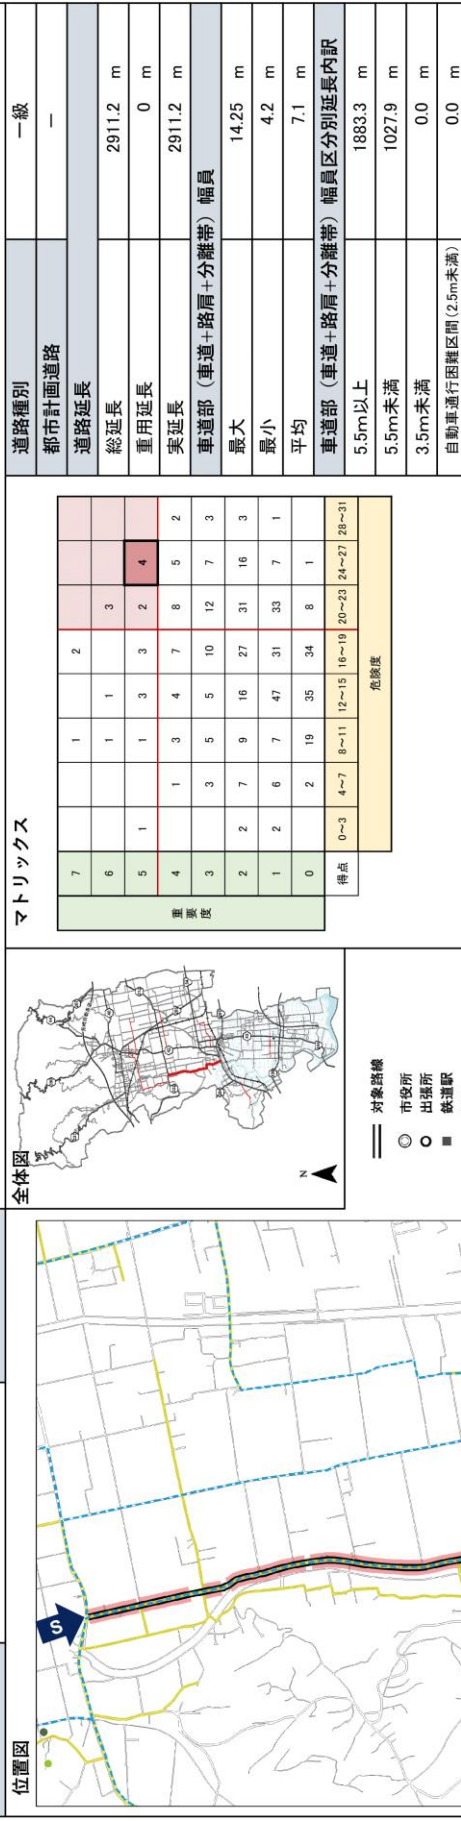 位置図
S
全体図
N
対象路線
市役所
出張所
鉄道駅
マトリックス
重要度
7 1 2
6 1 1 3
5 1 1 3 3 2 4
4 1 3 4 7 8 5 2
3 3 5 5 10 12 7 3
2 2 7 9 16 27 31 16 3
1 2 6 7 47 31 33 7 1
0 2 19 35 34 8 1
得点 0~3 4~7 8~11 12~15 16~19 20~23 24~27 28~31
危険度
道路種別 一級
都市計画道路 ー
道路延長
総延長 2911.2 m
重用延長 0 m
実延長 2911.2 m
車道部(車道+路肩+分離帯)幅員
最大 14.25 m
最小 4.2 m
平均 7.1 m
車道部(車道+路肩+分離帯)幅員区分別延長内訳
5.5m以上 1883.3 m
5.5m未満 1027.9 m
3.5m未満 0.0 m
自動車通行困難区間(2.5m未満) 0.0 m